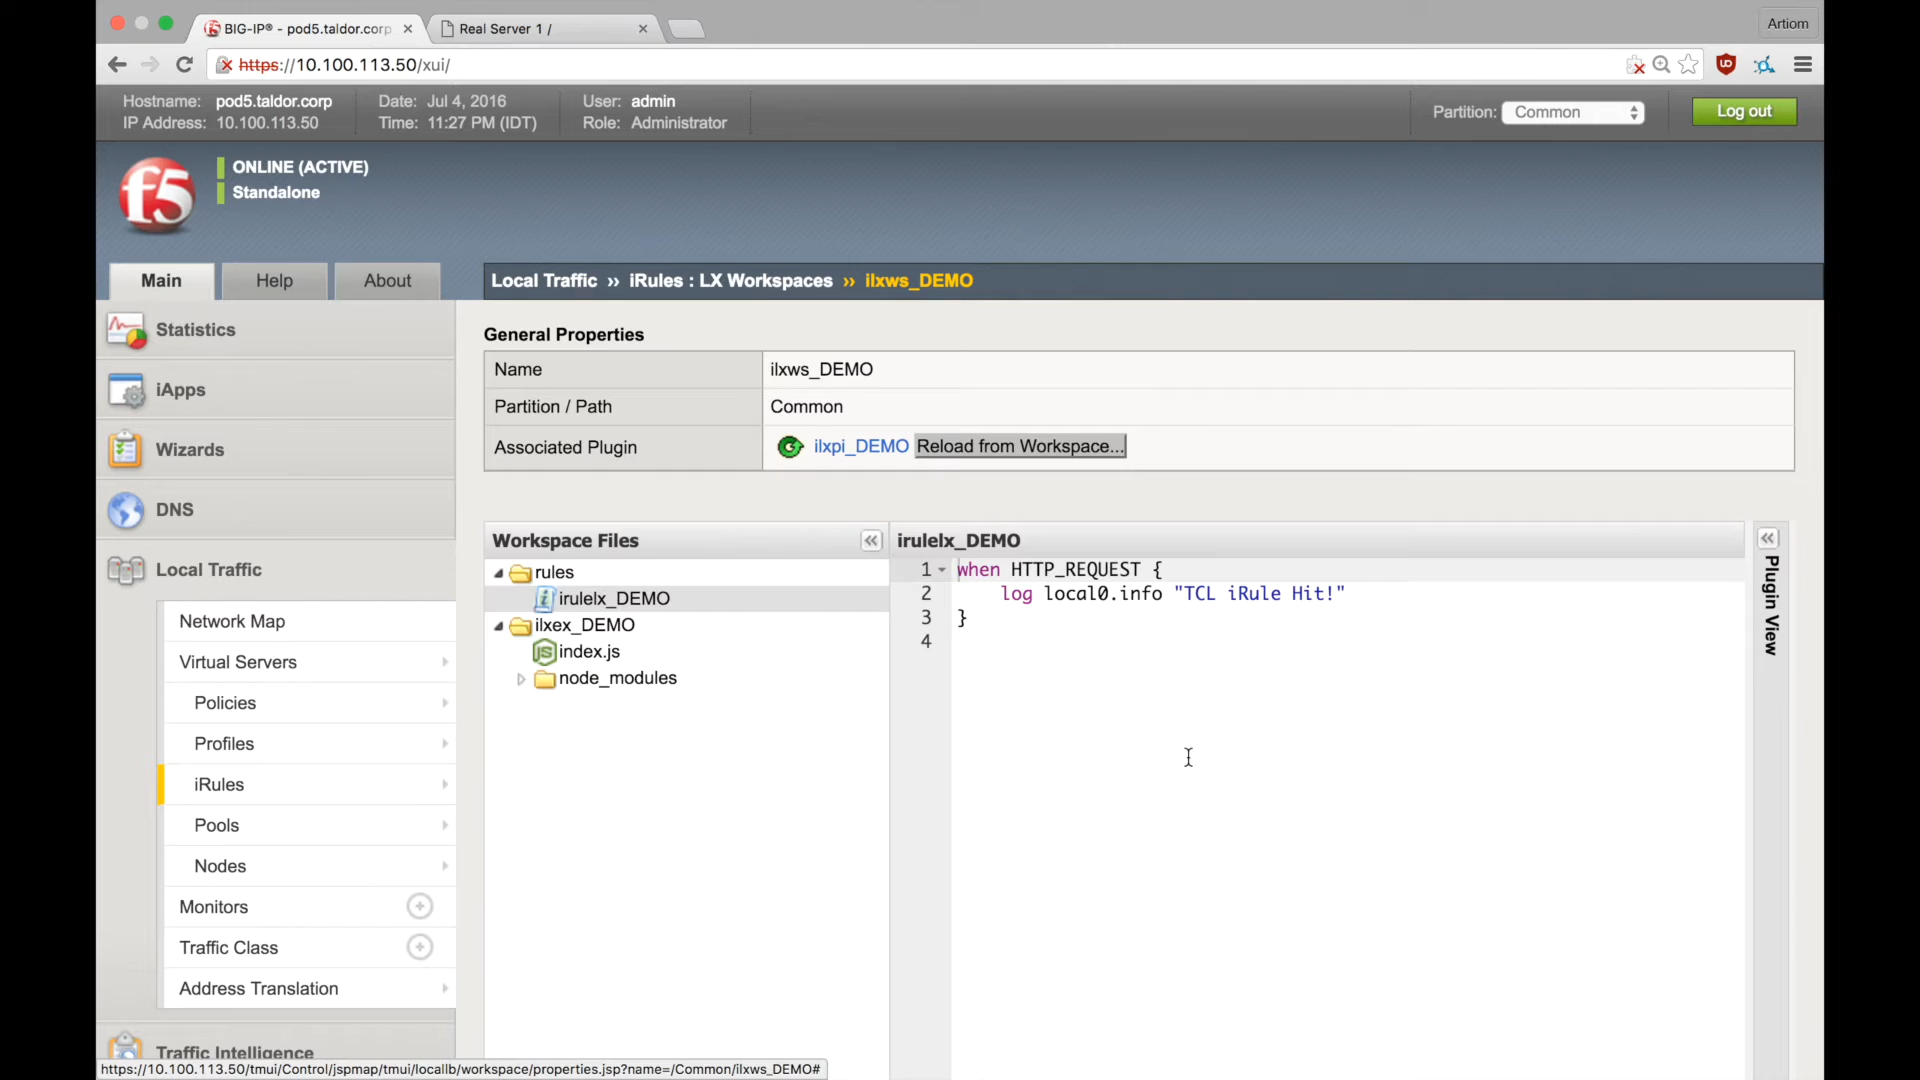 BIG-IP® - pod5.taldor.corp
Real Server 1 /
Artiom
https://10.100.113.50/xui/
Hostname: pod5.taldor.corp
IP Address: 10.100.113.50
Date: Jul 4, 2016
Time: 11:27 PM (IDT)
User: admin
Role: Administrator
Partition: Common
Log out
f5
ONLINE (ACTIVE)
Standalone
Main
Help
About
Local Traffic ›› iRules : LX Workspaces ›› ilxws_DEMO
Statistics
iApps
Wizards
DNS
Local Traffic
Network Map
Virtual Servers
Policies
Profiles
iRules
Pools
Nodes
Monitors
Traffic Class
Address Translation
Traffic Intelligence
General Properties
Name ilxws_DEMO
Partition / Path Common
Associated Plugin ilxpi_DEMO Reload from Workspace...
Workspace Files
rules
irulelx_DEMO
ilxex_DEMO
index.js
node_modules
irulelx_DEMO
1 when HTTP_REQUEST {
2 log local0.info "TCL iRule Hit!"
3 }
4
Plugin View
https://10.100.113.50/tmui/Control/jspmap/tmui/locallb/workspace/properties.jsp?name=/Common/ilxws_DEMO#